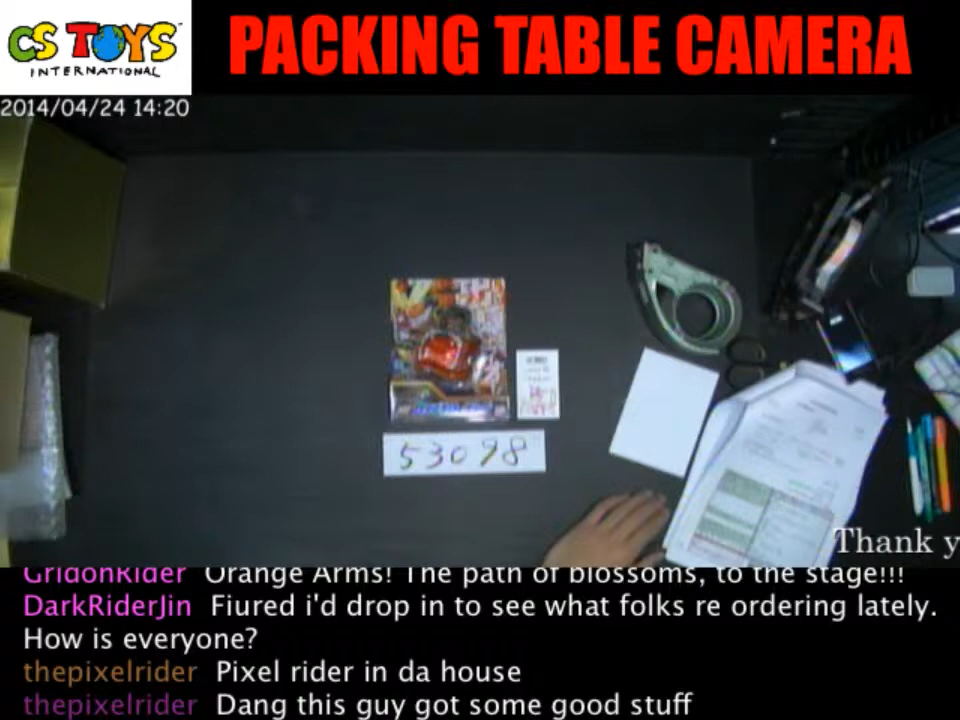 CS TOYS
INTERNATIONAL
PACKING TABLE CAMERA
2014/04/24 14:20
53098
Thank y
GridonRider Orange Arms! The path of blossoms, to the stage!!!
DarkRiderJin Fiured i'd drop in to see what folks re ordering lately.
How is everyone?
thepixelrider Pixel rider in da house
thepixelrider Dang this guy got some good stuff